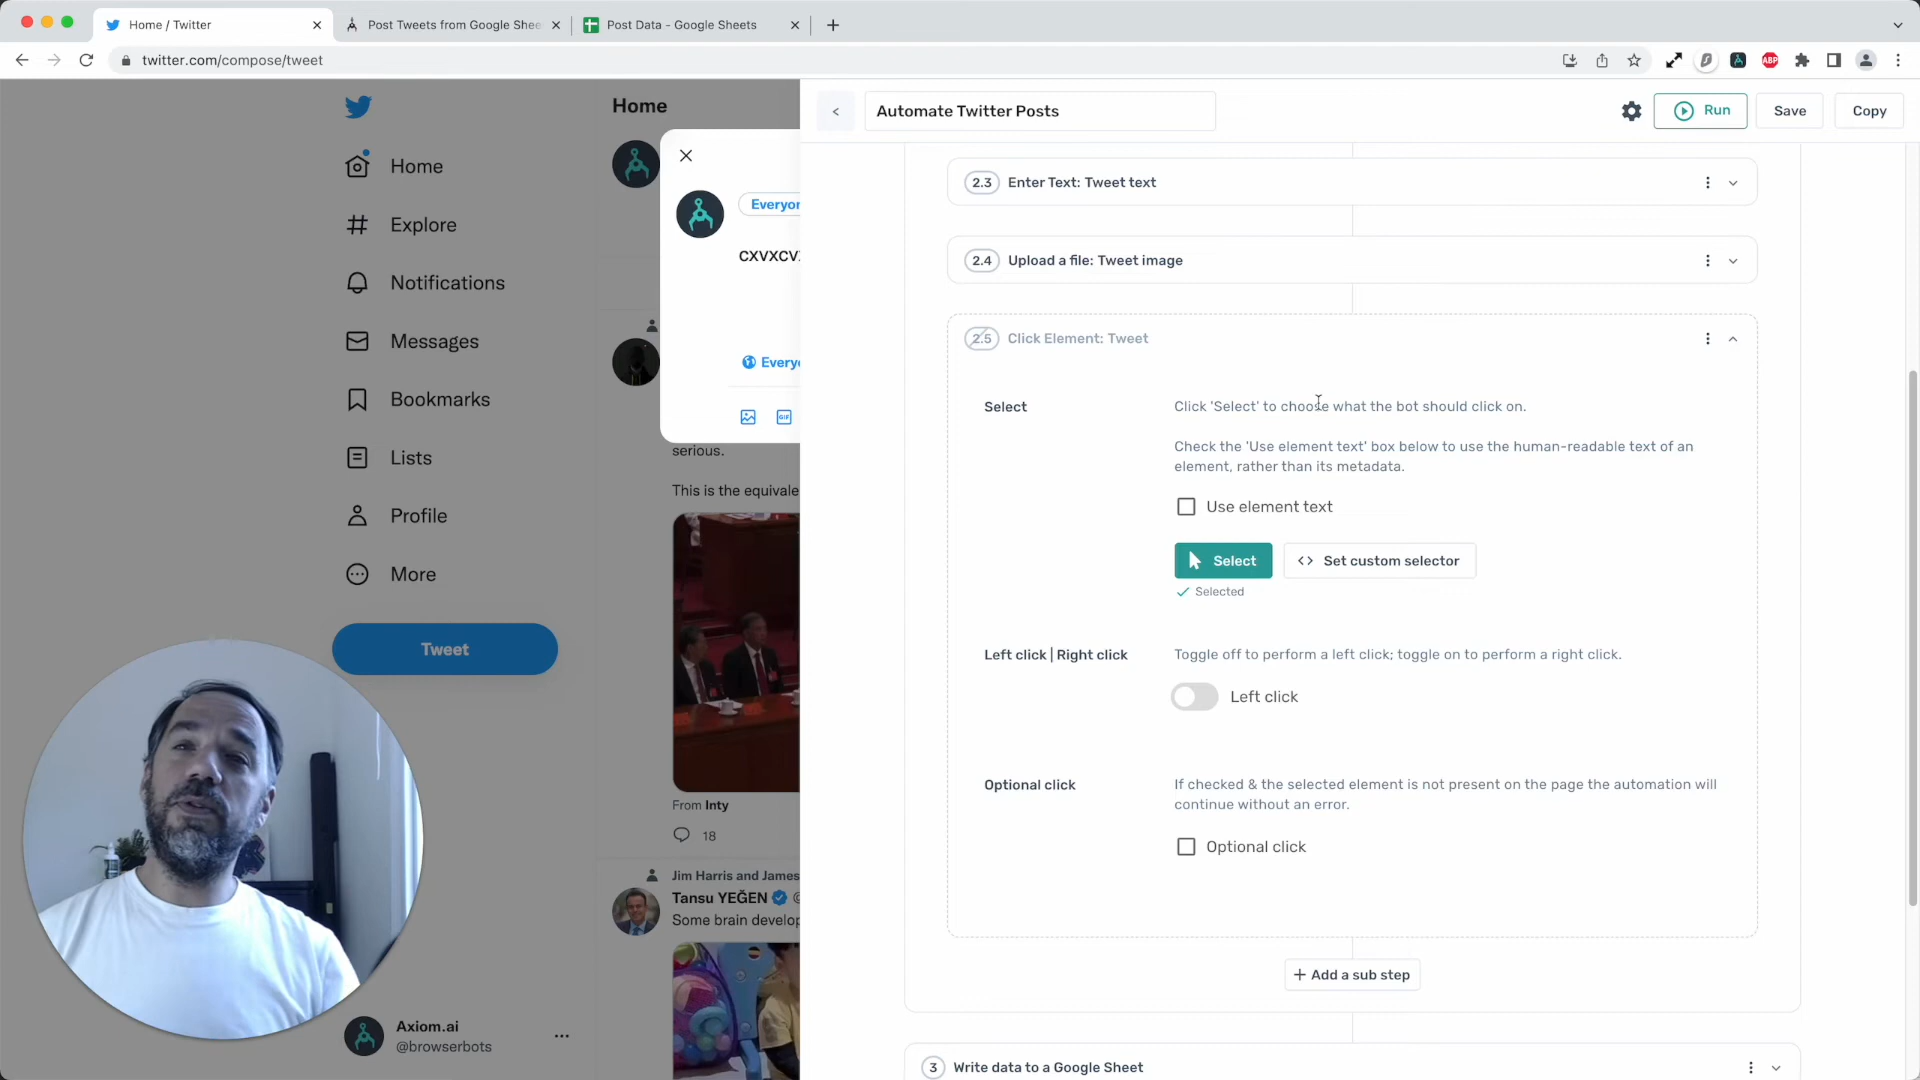 Home / Twitter
Post Tweets from Google Shee
Post Data - Google Sheets
twitter.com/compose/tweet
ABP
Home
Automate Twitter Posts
Run
Save
Copy
Home
Explore
Notifications
Messages
Bookmarks
Lists
Profile
More
Tweet
Everyon
CXVXCV
Everyo
GIF
serious.
This is the equivale
From Inty
18
Jim Harris and James
Tansu YEĞEN
Some brain develop
Axiom.ai
@browserbots
2.3 Enter Text: Tweet text
2.4 Upload a file: Tweet image
2.5 Click Element: Tweet
Select
Click 'Select' to choose what the bot should click on.
Check the 'Use element text' box below to use the human-readable text of an
element, rather than its metadata.
Use element text
Select
<> Set custom selector
Selected
Left click | Right click
Toggle off to perform a left click; toggle on to perform a right click.
Left click
Optional click
If checked & the selected element is not present on the page the automation will
continue without an error.
Optional click
+ Add a sub step
3 Write data to a Google Sheet